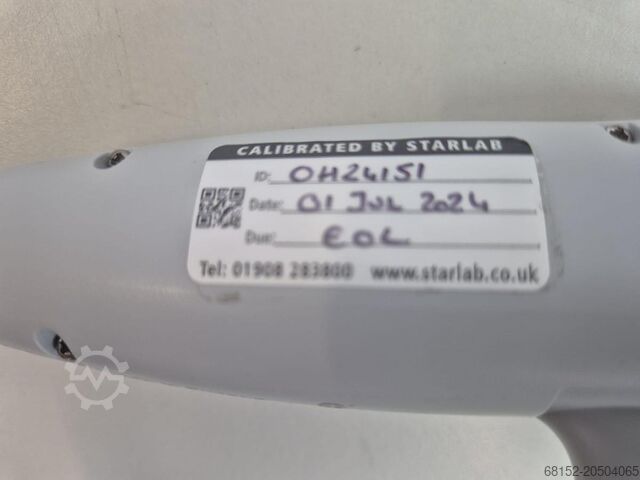 CALIBRATED BY STARLAB
ID: OH24151
Date: 01 JUL 2024
Due: EOL
Tel: 01908 283800 www.starlab.co.uk
68152-20504065